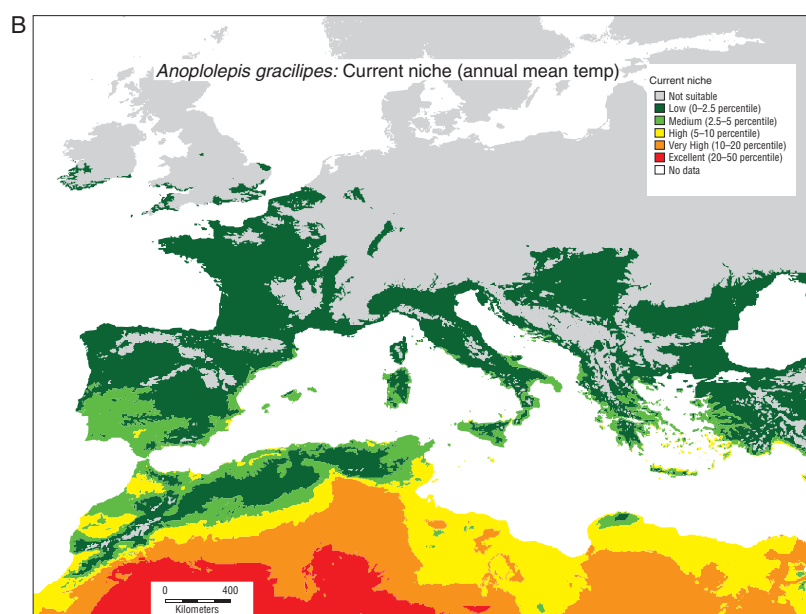 B
Anoplolepis gracilipes: Current niche (annual mean temp)
Current niche
Not suitable
Low (0–2.5 percentile)
Medium (2.5–5 percentile)
High (5–10 percentile)
Very High (10–20 percentile)
Excellent (20–50 percentile)
No data
0 400
Kilometers